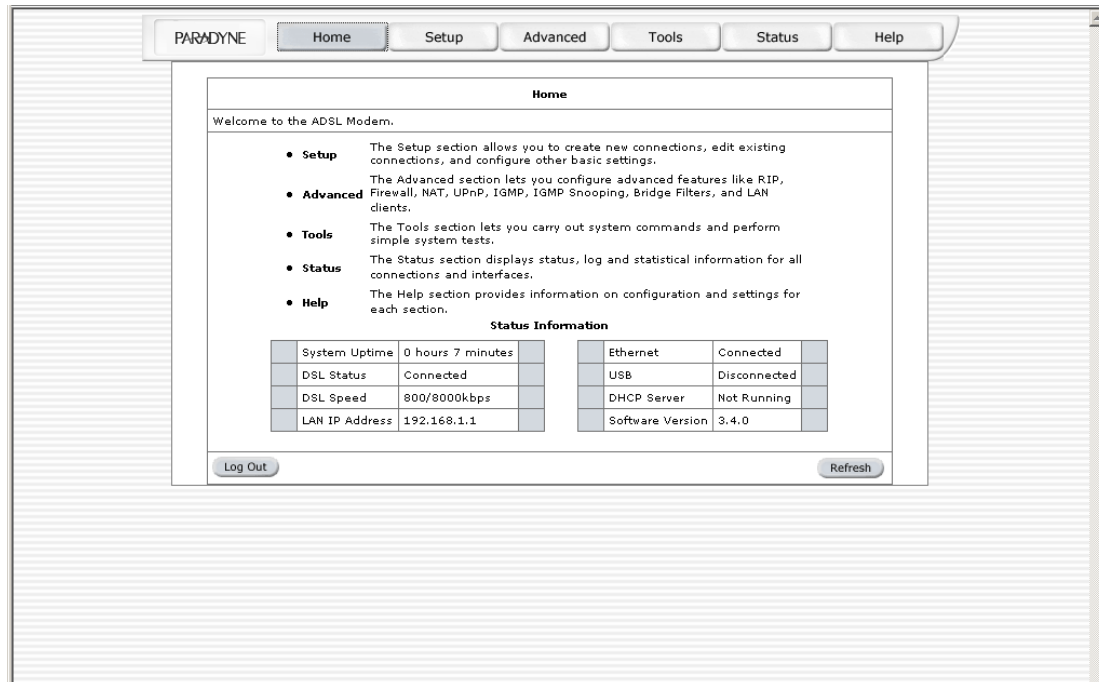 PARADYNE
Home
Setup
Advanced
Tools
Status
Help
Home
Welcome to the ADSL Modem.
• Setup The Setup section allows you to create new connections, edit existing
connections, and configure other basic settings.
• Advanced The Advanced section lets you configure advanced features like RIP,
Firewall, NAT, UPnP, IGMP, IGMP Snooping, Bridge Filters, and LAN
clients.
• Tools The Tools section lets you carry out system commands and perform
simple system tests.
• Status The Status section displays status, log and statistical information for all
connections and interfaces.
• Help The Help section provides information on configuration and settings for
each section.
Status Information
System Uptime 0 hours 7 minutes
DSL Status Connected
DSL Speed 800/8000kbps
LAN IP Address 192.168.1.1
Ethernet Connected
USB Disconnected
DHCP Server Not Running
Software Version 3.4.0
Log Out
Refresh